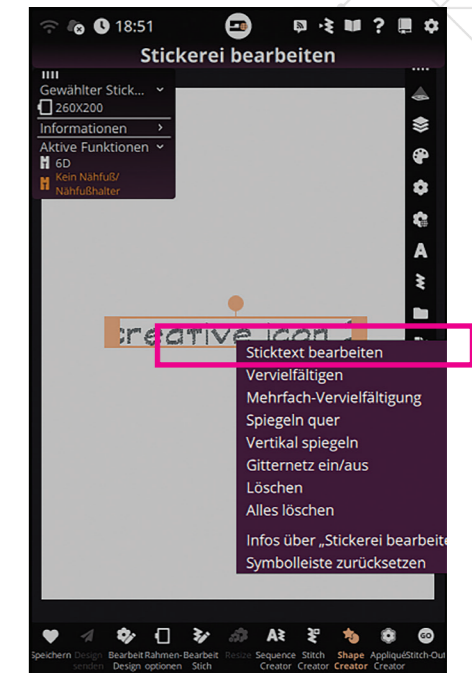 18:51
?
Stickerei bearbeiten
Gewählter Stick...
260X200
Informationen
Aktive Funktionen
6D
Kein Nähfuß/
Nähfußhalter
A
creative icon 2
Sticktext bearbeiten
Vervielfältigen
Mehrfach-Vervielfältigung
Spiegeln quer
Vertikal spiegeln
Gitternetz ein/aus
Löschen
Alles löschen
Infos über „Stickerei bearbeite
Symbolleiste zurücksetzen
GO
Speichern Design senden Bearbeit Design Rahmen-optionen Bearbeit Stich Resize Sequence Creator Stitch Creator Shape Creator Appliqué Creator Stitch-Out